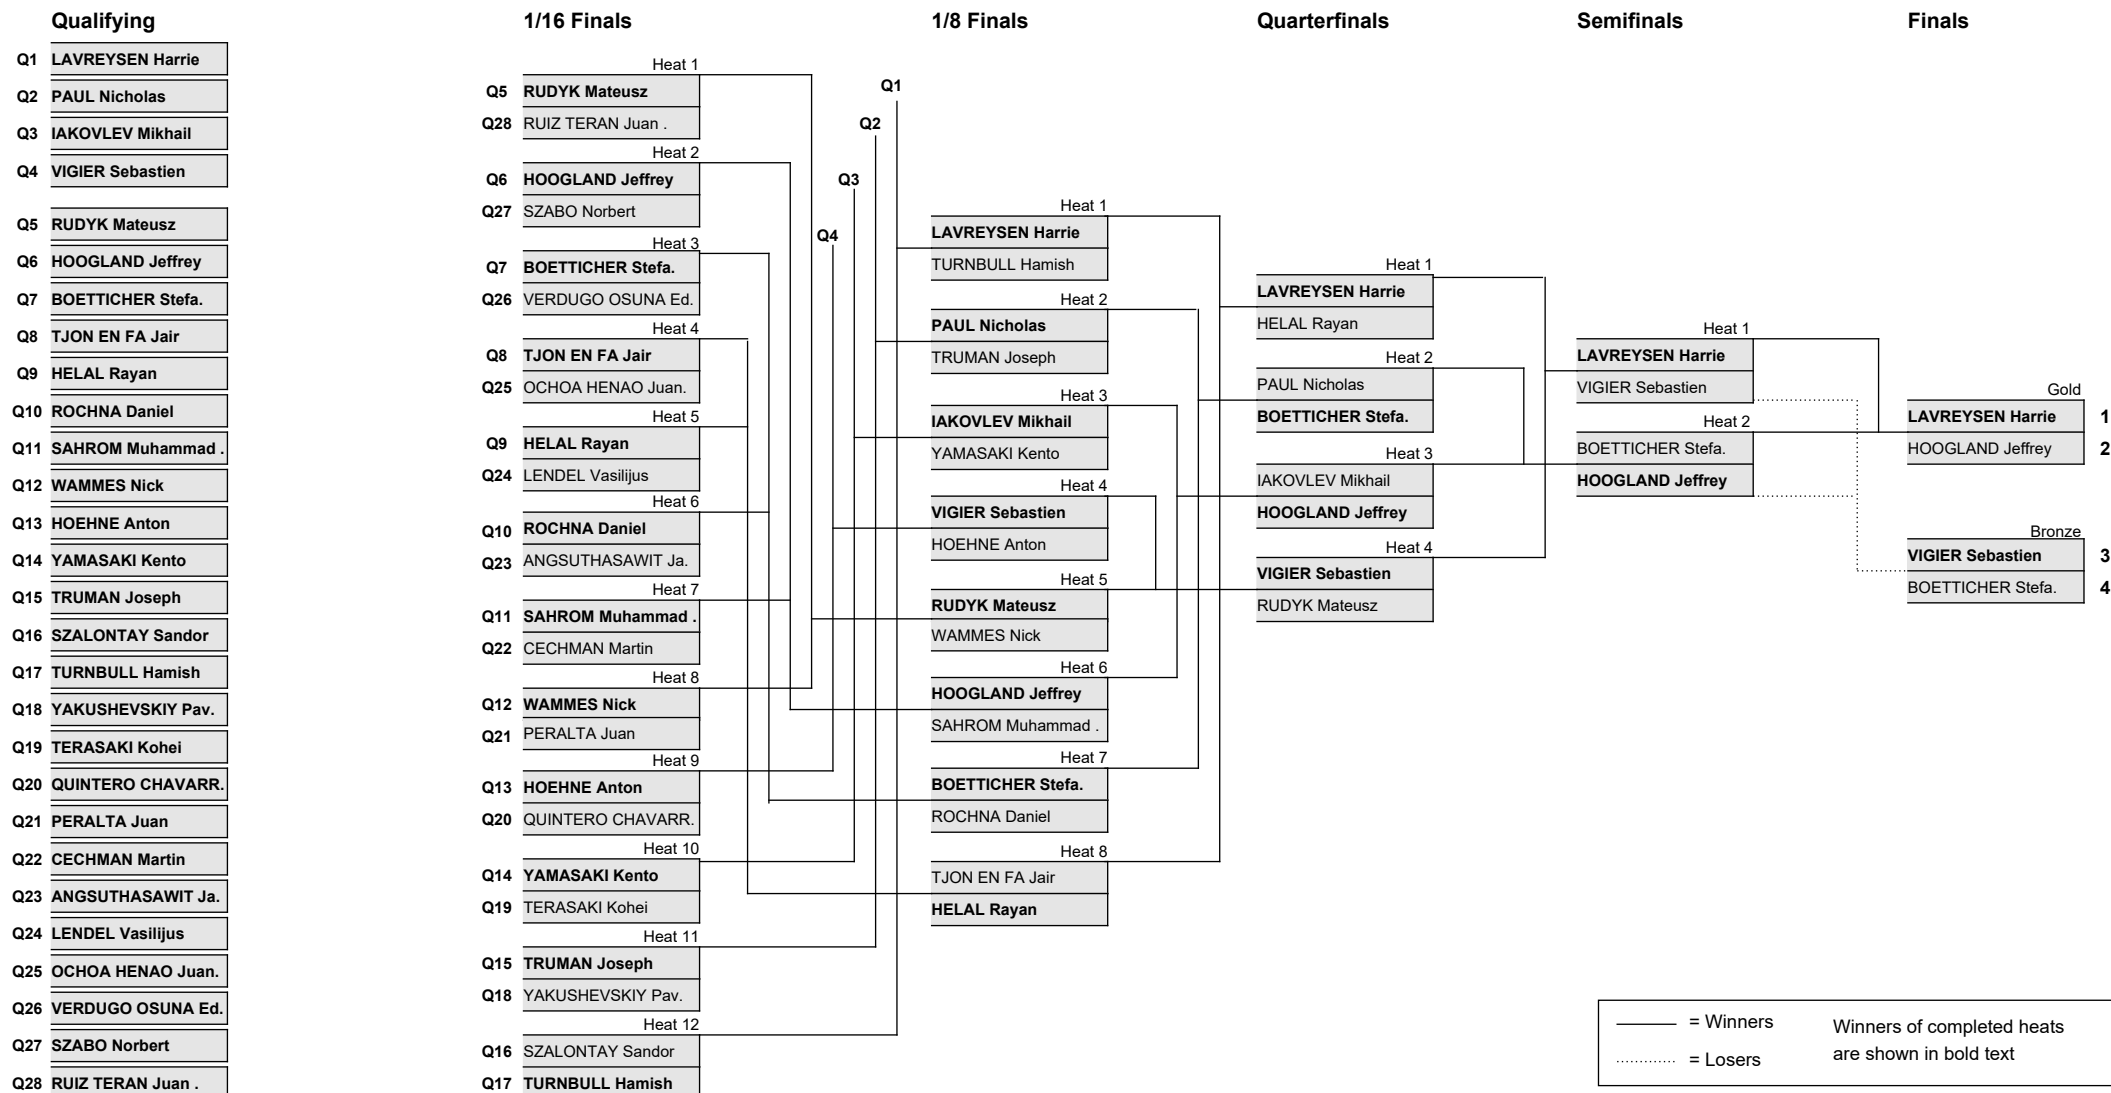 Qualifying
1/16 Finals
1/8 Finals
Quarterfinals
Semifinals
Finals
Q1 LAVREYSEN Harrie
Q2 PAUL Nicholas
Q3 IAKOVLEV Mikhail
Q4 VIGIER Sebastien
Q5 RUDYK Mateusz
Q6 HOOGLAND Jeffrey
Q7 BOETTICHER Stefa.
Q8 TJON EN FA Jair
Q9 HELAL Rayan
Q10 ROCHNA Daniel
Q11 SAHROM Muhammad .
Q12 WAMMES Nick
Q13 HOEHNE Anton
Q14 YAMASAKI Kento
Q15 TRUMAN Joseph
Q16 SZALONTAY Sandor
Q17 TURNBULL Hamish
Q18 YAKUSHEVSKIY Pav.
Q19 TERASAKI Kohei
Q20 QUINTERO CHAVARR.
Q21 PERALTA Juan
Q22 CECHMAN Martin
Q23 ANGSUTHASAWIT Ja.
Q24 LENDEL Vasilijus
Q25 OCHOA HENAO Juan.
Q26 VERDUGO OSUNA Ed.
Q27 SZABO Norbert
Q28 RUIZ TERAN Juan .
Heat 1
Q5 RUDYK Mateusz
Q28 RUIZ TERAN Juan .
Heat 2
Q6 HOOGLAND Jeffrey
Q27 SZABO Norbert
Heat 3
Q7 BOETTICHER Stefa.
Q26 VERDUGO OSUNA Ed.
Heat 4
Q8 TJON EN FA Jair
Q25 OCHOA HENAO Juan.
Heat 5
Q9 HELAL Rayan
Q24 LENDEL Vasilijus
Heat 6
Q10 ROCHNA Daniel
Q23 ANGSUTHASAWIT Ja.
Heat 7
Q11 SAHROM Muhammad .
Q22 CECHMAN Martin
Heat 8
Q12 WAMMES Nick
Q21 PERALTA Juan
Heat 9
Q13 HOEHNE Anton
Q20 QUINTERO CHAVARR.
Heat 10
Q14 YAMASAKI Kento
Q19 TERASAKI Kohei
Heat 11
Q15 TRUMAN Joseph
Q18 YAKUSHEVSKIY Pav.
Heat 12
Q16 SZALONTAY Sandor
Q17 TURNBULL Hamish
Q1
Q2
Q3
Q4
Heat 1
LAVREYSEN Harrie
TURNBULL Hamish
Heat 2
PAUL Nicholas
TRUMAN Joseph
Heat 3
IAKOVLEV Mikhail
YAMASAKI Kento
Heat 4
VIGIER Sebastien
HOEHNE Anton
Heat 5
RUDYK Mateusz
WAMMES Nick
Heat 6
HOOGLAND Jeffrey
SAHROM Muhammad .
Heat 7
BOETTICHER Stefa.
ROCHNA Daniel
Heat 8
TJON EN FA Jair
HELAL Rayan
Heat 1
LAVREYSEN Harrie
HELAL Rayan
Heat 2
PAUL Nicholas
BOETTICHER Stefa.
Heat 3
IAKOVLEV Mikhail
HOOGLAND Jeffrey
Heat 4
VIGIER Sebastien
RUDYK Mateusz
Heat 1
LAVREYSEN Harrie
VIGIER Sebastien
Heat 2
BOETTICHER Stefa.
HOOGLAND Jeffrey
Gold
LAVREYSEN Harrie 1
HOOGLAND Jeffrey 2
Bronze
VIGIER Sebastien 3
BOETTICHER Stefa. 4
= Winners
= Losers
Winners of completed heats
are shown in bold text